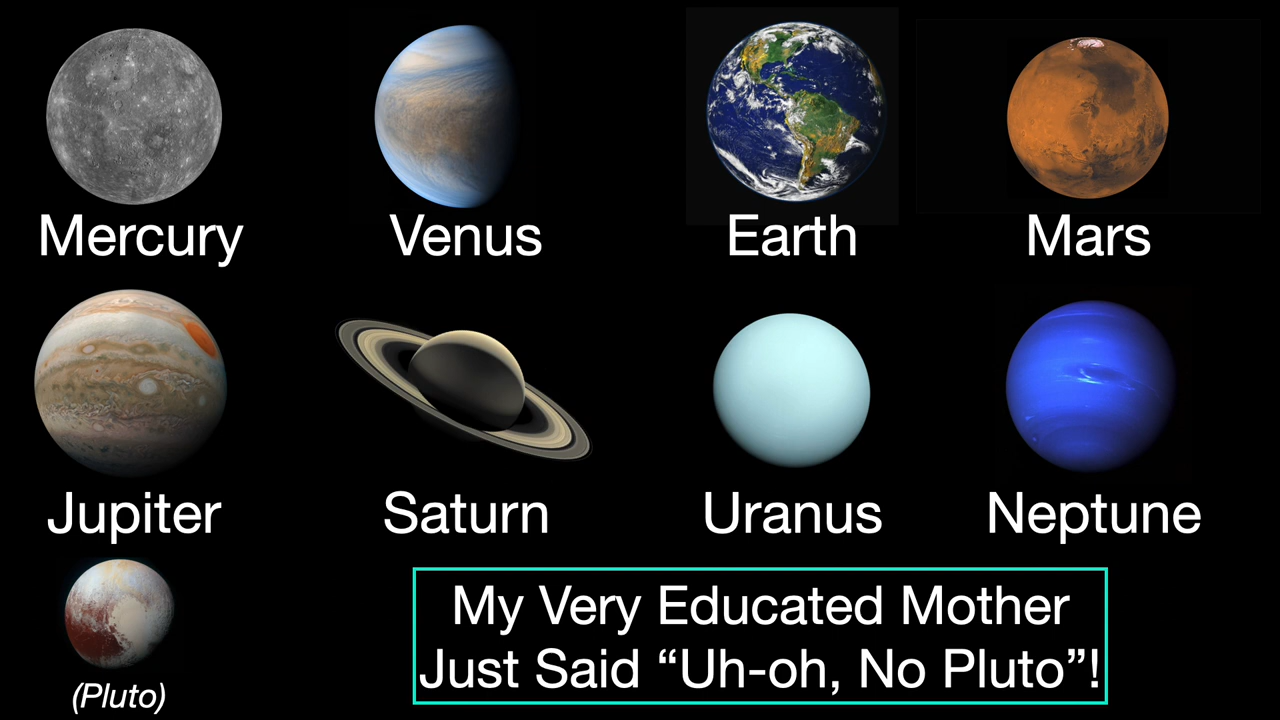 Mercury Venus Earth Mars
Jupiter Saturn Uranus Neptune
(Pluto)
My Very Educated Mother
Just Said “Uh-oh, No Pluto”!